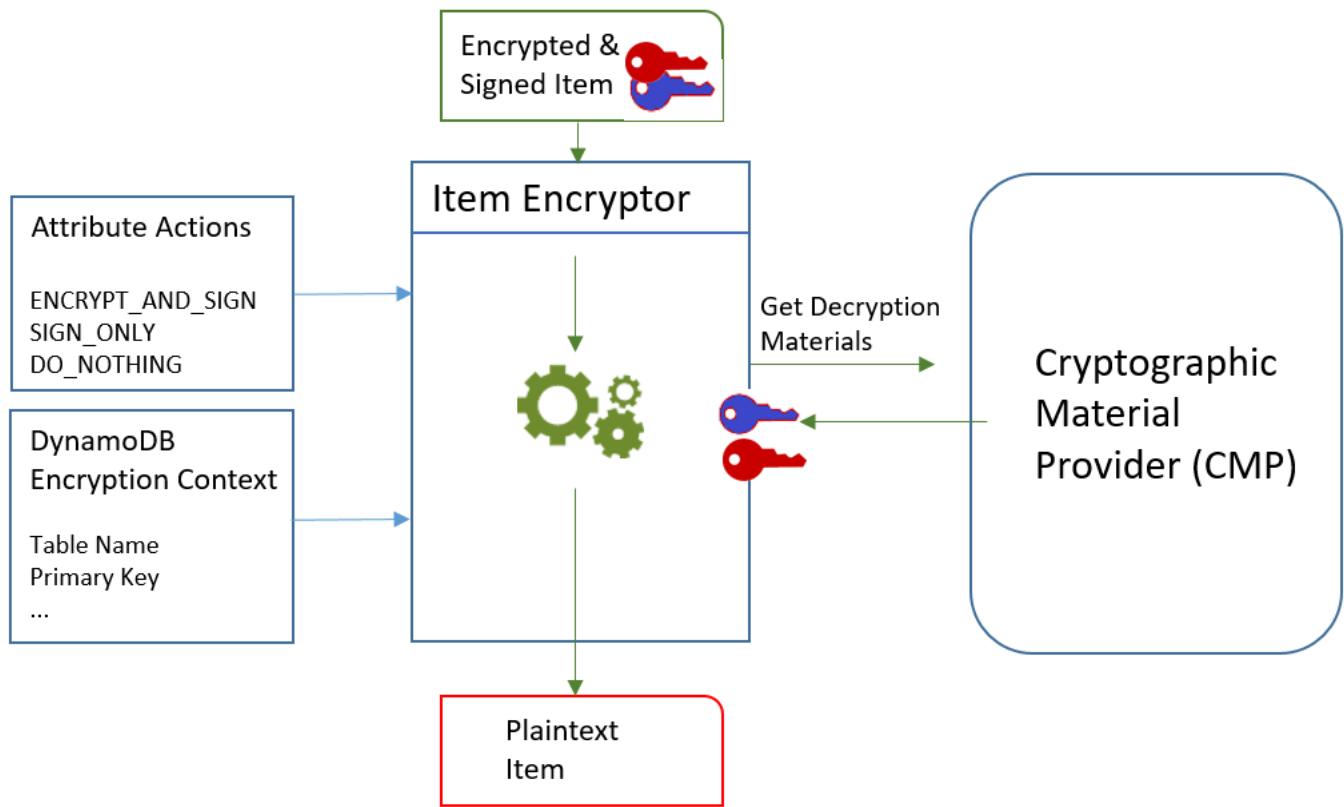 Encrypted &
Signed Item
Item Encryptor
Attribute Actions
ENCRYPT_AND_SIGN
SIGN_ONLY
DO_NOTHING
DynamoDB
Encryption Context
Table Name
Primary Key
...
Get Decryption
Materials
Cryptographic
Material
Provider (CMP)
Plaintext
Item